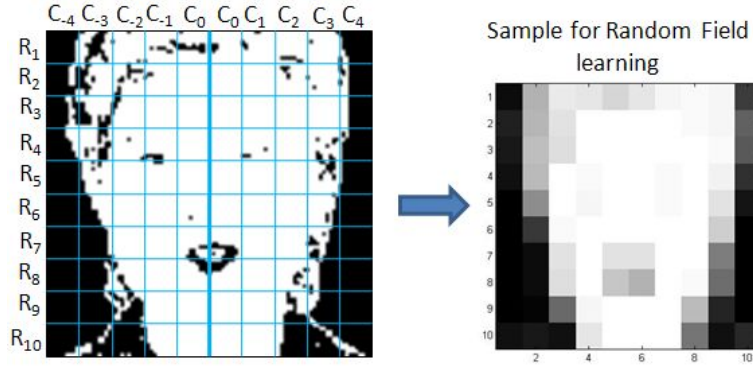 C-4 C-3 C-2 C-1 C0 C0 C1 C2 C3 C4
R1
R2
R3
R4
R5
R6
R7
R8
R9
R10
Sample for Random Field
learning
1
2
3
4
5
6
7
8
9
10
2 4 6 8 10